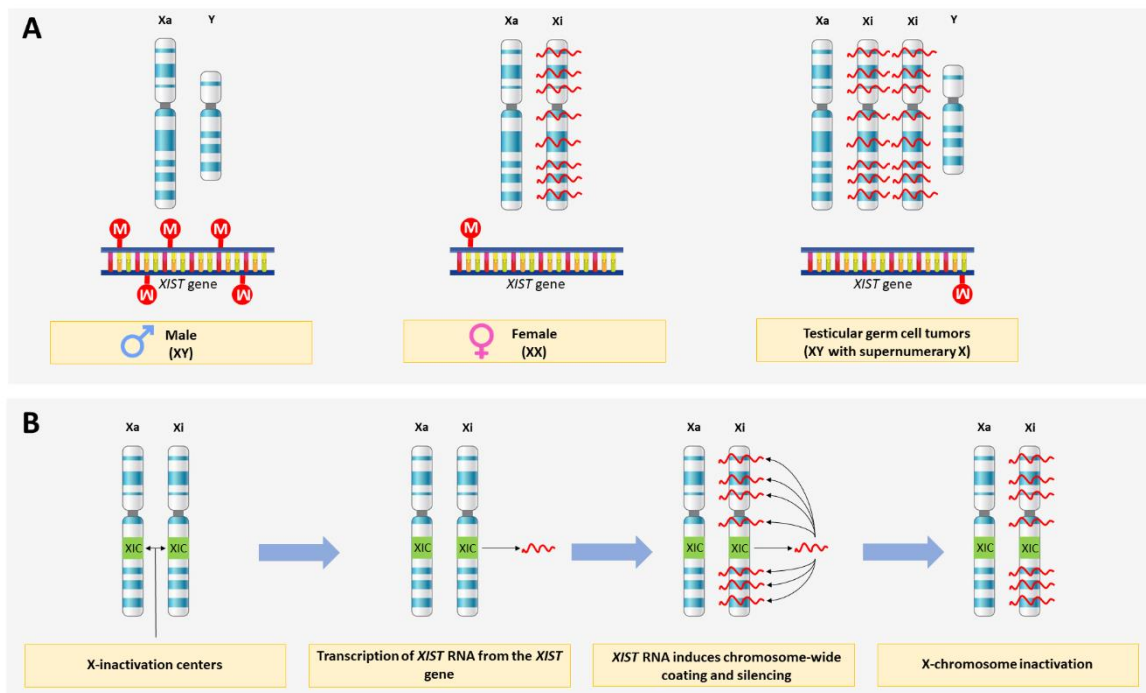 A
Xa Y
Xa Xi
Xa Xi Xi Y
M M M
XIST gene
M M
M
XIST gene
XIST gene
M
Male
(XY)
Female
(XX)
Testicular germ cell tumors
(XY with supernumerary X)
B
Xa Xi
Xa Xi
Xa Xi
Xa Xi
XIC XIC
XIC XIC
XIC XIC
XIC XIC
X-inactivation centers
Transcription of XIST RNA from the XIST
gene
XIST RNA induces chromosome-wide
coating and silencing
X-chromosome inactivation